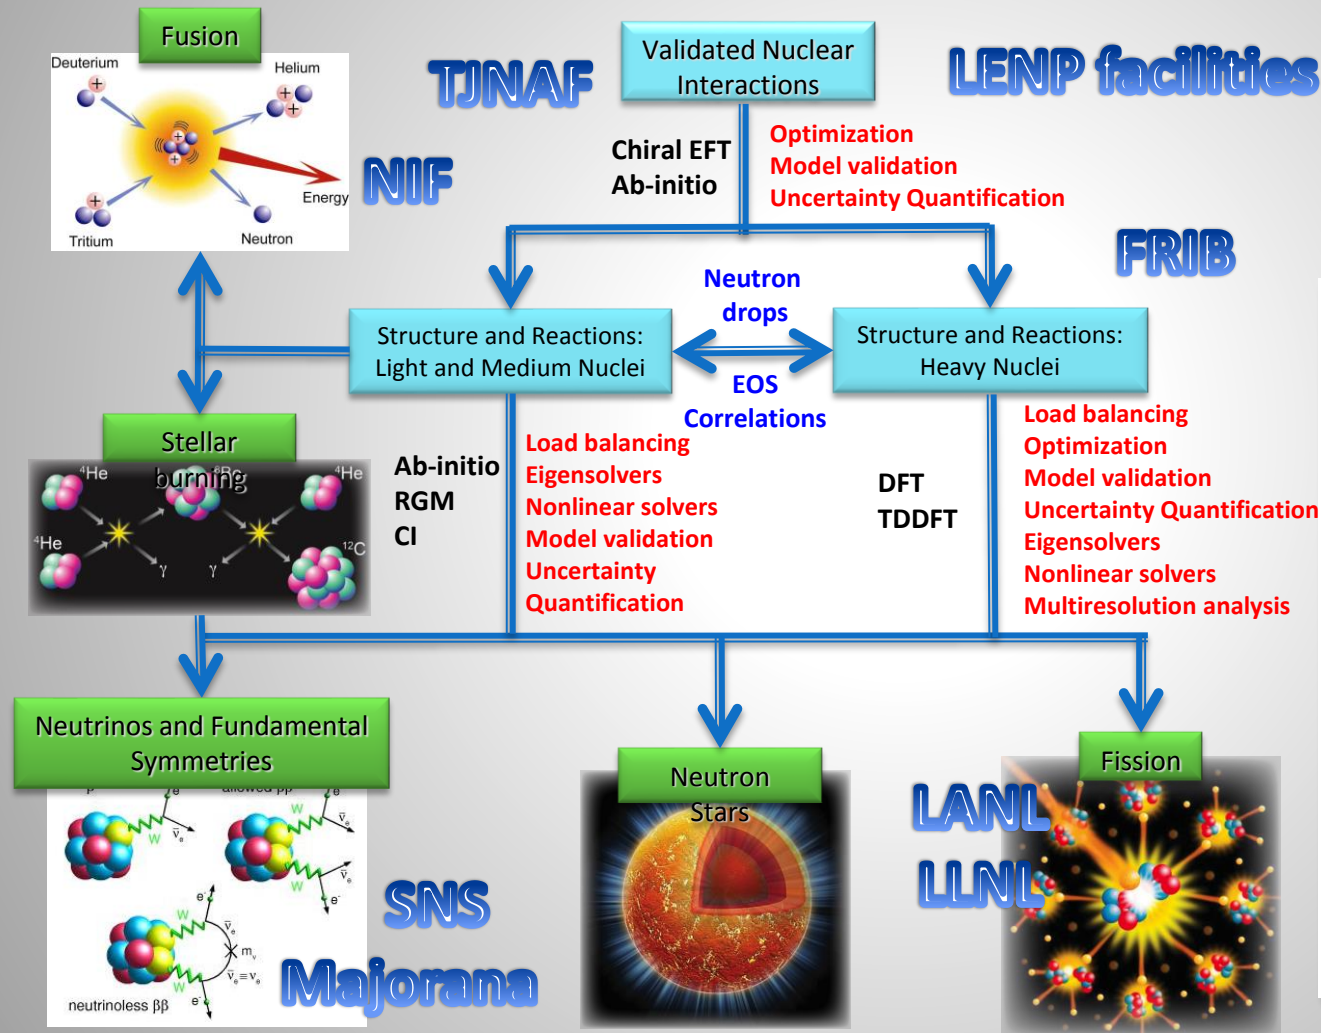 Fusion
Deuterium
Helium
+
+
+
+
+
+
Energy
Tritium
Neutron
NIF
TJNAF
Validated Nuclear
Interactions
LENP facilities
Chiral EFT
Ab-initio
Optimization
Model validation
Uncertainty Quantification
FRIB
Structure and Reactions:
Light and Medium Nuclei
Neutron
drops
EOS
Correlations
Structure and Reactions:
Heavy Nuclei
Stellar
burning
⁴He
⁴He
⁴He
¹²C
γ
γ
Ab-initio
RGM
CI
Load balancing
Eigensolvers
Nonlinear solvers
Model validation
Uncertainty
Quantification
DFT
TDDFT
Load balancing
Optimization
Model validation
Uncertainty Quantification
Eigensolvers
Nonlinear solvers
Multiresolution analysis
Neutrinos and Fundamental
Symmetries
W
ν̄e
W
ν̄e
W
ν̄e
e⁻
W
ν̄e
mν
W
ν̄e ≡ νe
e⁻
neutrinoless ββ
SNS
Majorana
Neutron
Stars
Fission
LANL
LLNL